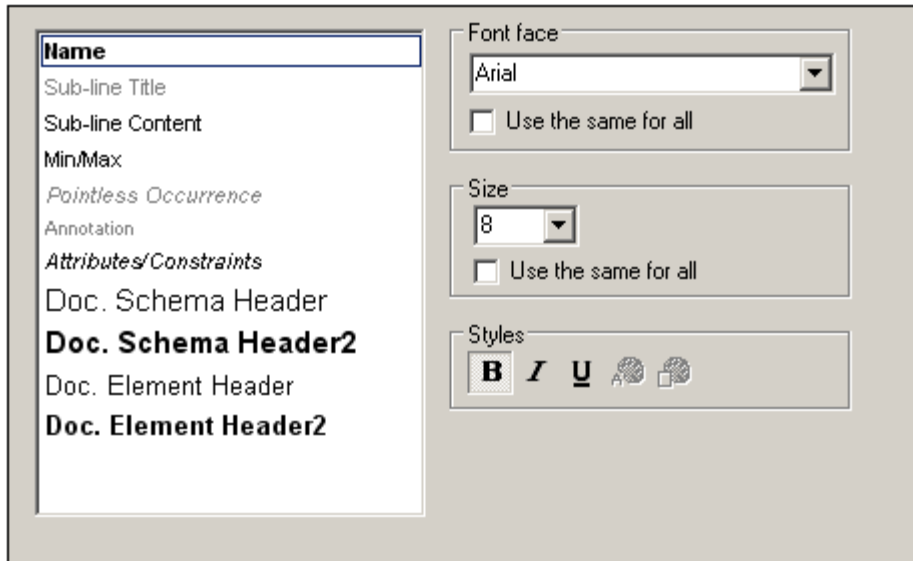 Name
Sub-line Title
Sub-line Content
Min/Max
Pointless Occurrence
Annotation
Attributes/Constraints
Doc. Schema Header
Doc. Schema Header2
Doc. Element Header
Doc. Element Header2
Font face
Arial
Use the same for all
Size
8
Use the same for all
Styles
B I U